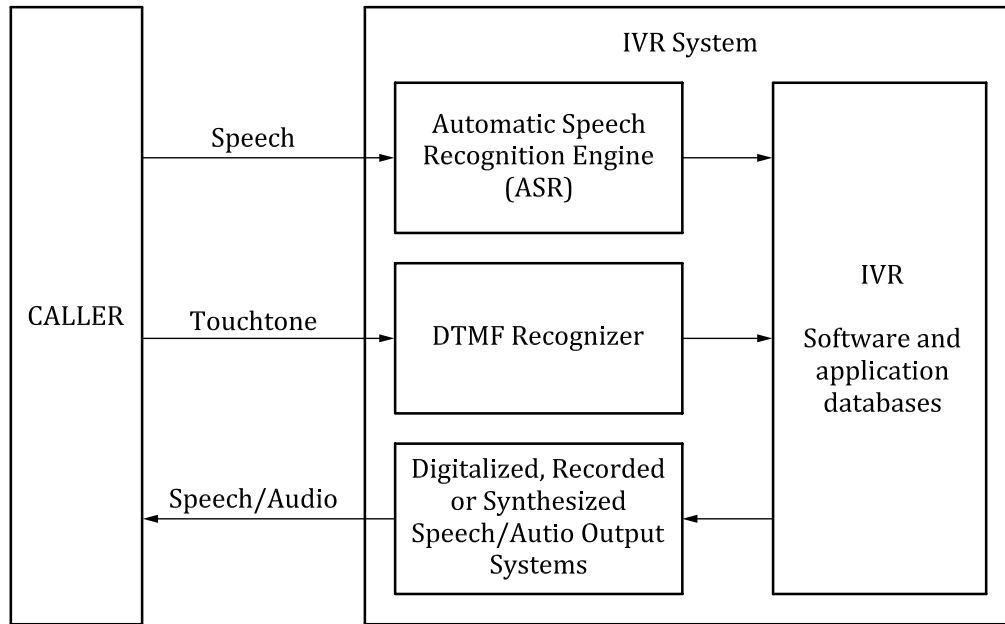 IVR System
Speech
Automatic Speech
Recognition Engine
(ASR)
CALLER
Touchtone
DTMF Recognizer
IVR
Software and
application
databases
Speech/Audio
Digitalized, Recorded
or Synthesized
Speech/Autio Output
Systems